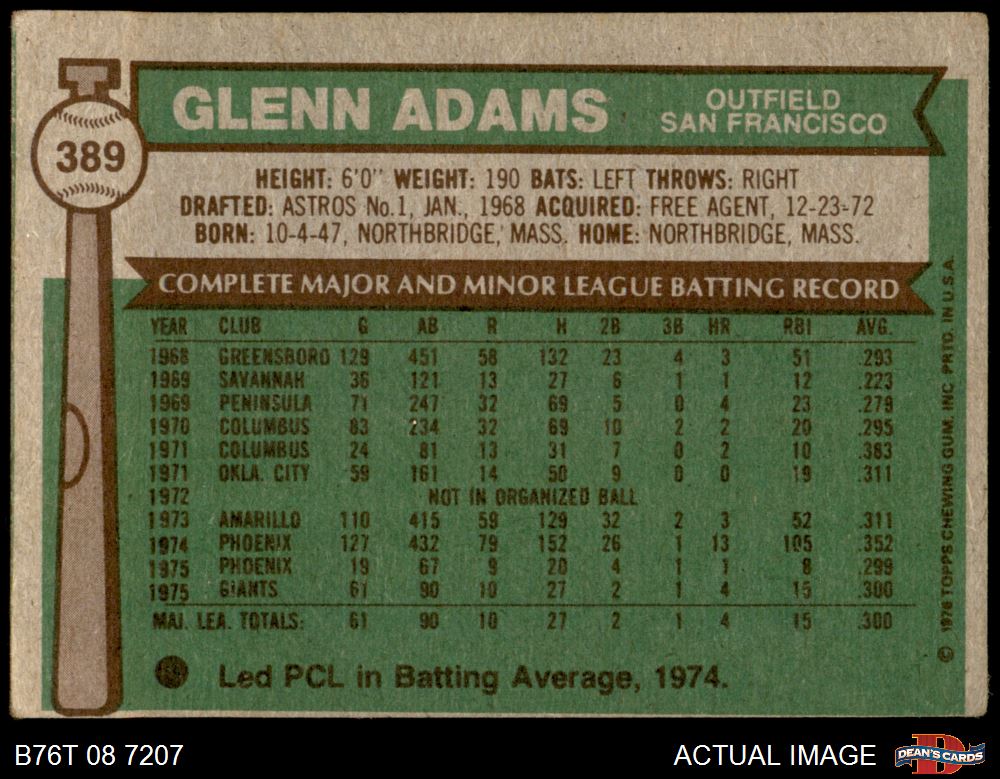 389
GLENN ADAMS
OUTFIELD
SAN FRANCISCO
HEIGHT: 6'0" WEIGHT: 190 BATS: LEFT THROWS: RIGHT
DRAFTED: ASTROS No.1, JAN., 1968 ACQUIRED: FREE AGENT, 12-23-72
BORN: 10-4-47, NORTHBRIDGE, MASS. HOME: NORTHBRIDGE, MASS.
COMPLETE MAJOR AND MINOR LEAGUE BATTING RECORD
YEAR CLUB G AB R H 2B 3B HR RBI AVG.
1968 GREENSBORO 129 451 58 132 23 4 3 51 .293
1969 SAVANNAH 36 121 13 27 6 1 1 12 .223
1969 PENINSULA 71 247 32 69 5 0 4 23 .279
1970 COLUMBUS 83 234 32 69 10 2 2 20 .295
1971 COLUMBUS 24 81 13 31 7 0 2 10 .383
1971 OKLA. CITY 59 161 14 50 9 0 0 19 .311
1972 NOT IN ORGANIZED BALL
1973 AMARILLO 110 415 59 129 32 2 3 52 .311
1974 PHOENIX 127 432 79 152 26 1 13 105 .352
1975 PHOENIX 19 67 9 20 4 1 1 8 .299
1975 GIANTS 61 90 10 27 2 1 4 15 .300
MAJ. LEA. TOTALS: 61 90 10 27 2 1 4 15 .300
Led PCL in Batting Average, 1974.
© 1976 TOPPS CHEWING GUM, INC. PRTD. IN U.S.A.
B76T 08 7207
ACTUAL IMAGE
DEAN'S CARDS